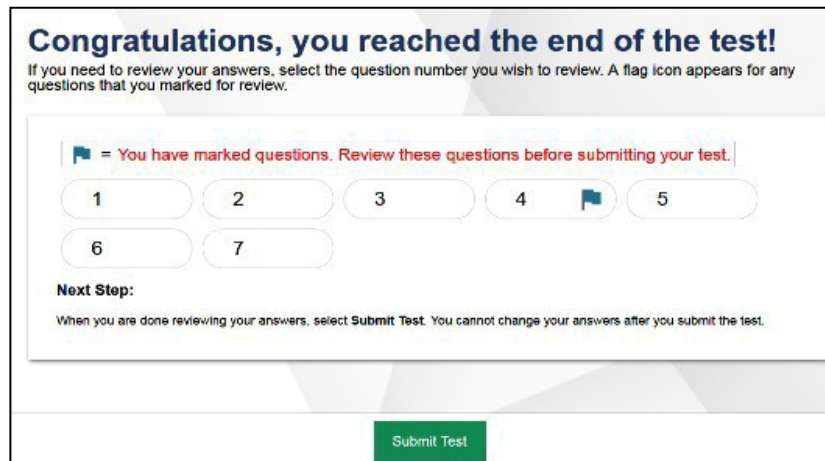 Congratulations, you reached the end of the test!
If you need to review your answers, select the question number you wish to review. A flag icon appears for any
questions that you marked for review.
= You have marked questions. Review these questions before submitting your test.
1 2 3 4 5
6 7
Next Step:
When you are done reviewing your answers, select Submit Test. You cannot change your answers after you submit the test.
Submit Test